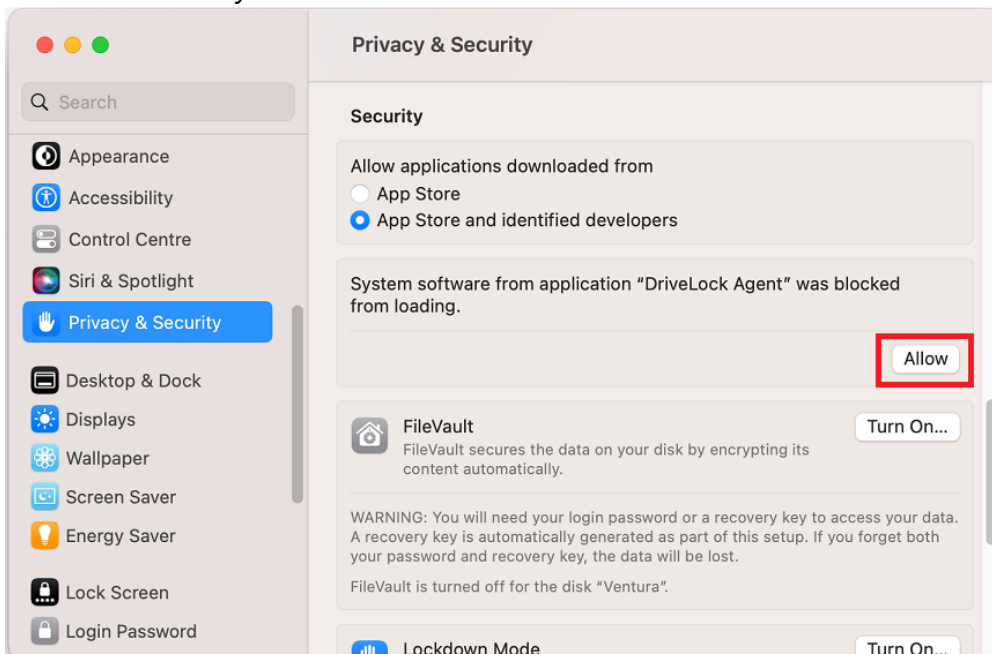 Privacy & Security
Search
Appearance
Accessibility
Control Centre
Siri & Spotlight
Privacy & Security
Desktop & Dock
Displays
Wallpaper
Screen Saver
Energy Saver
Lock Screen
Login Password
Security
Allow applications downloaded from
App Store
App Store and identified developers
System software from application “DriveLock Agent” was blocked
from loading.
Allow
FileVault
Turn On...
FileVault secures the data on your disk by encrypting its
content automatically.
WARNING: You will need your login password or a recovery key to access your data.
A recovery key is automatically generated as part of this setup. If you forget both
your password and recovery key, the data will be lost.
FileVault is turned off for the disk “Ventura”.
Lockdown Mode
Turn On...